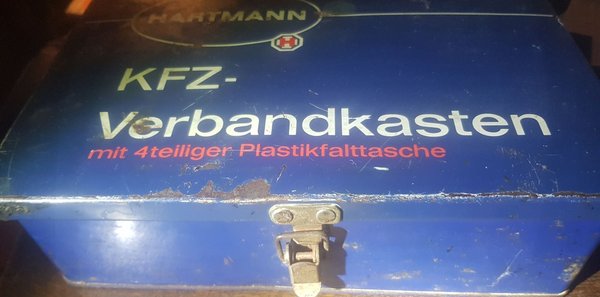 HARTMANN
H
KFZ-
Verbandkasten
mit 4teiliger Plastikfalttasche